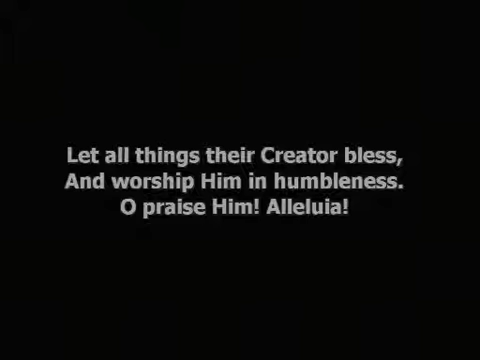 Let all things their Creator bless,
And worship Him in humbleness.
O praise Him! Alleluia!